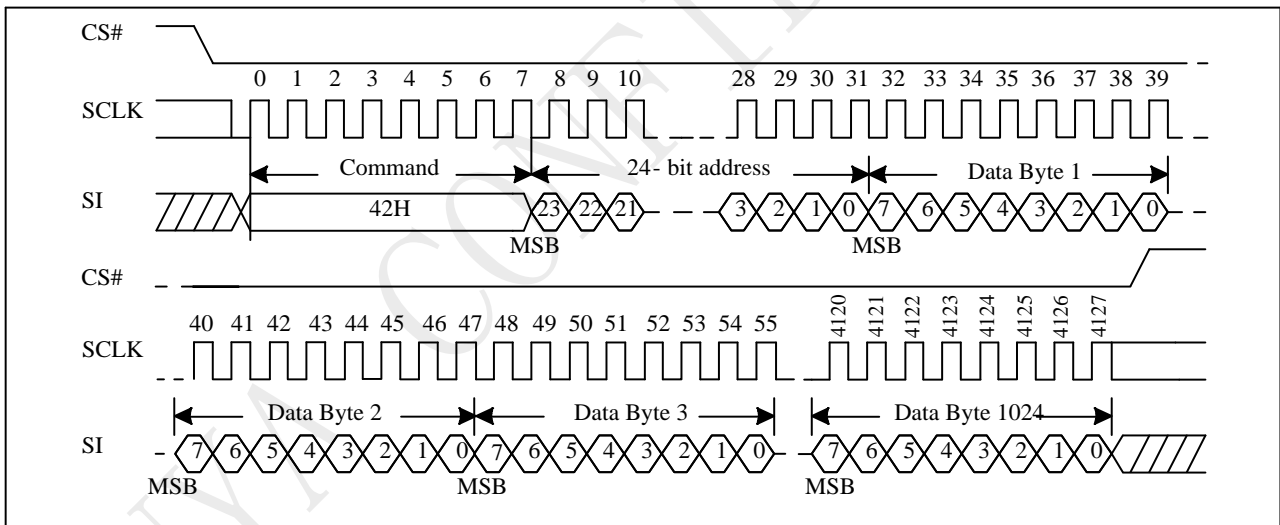 CS#
0 1 2 3 4 5 6 7 8 9 10 28 29 30 31 32 33 34 35 36 37 38 39
SCLK
Command 24- bit address Data Byte 1
SI 42H 23 22 21 3 2 1 0 7 6 5 4 3 2 1 0
MSB MSB
CS#
40 41 42 43 44 45 46 47 48 49 50 51 52 53 54 55 4120 4121 4122 4123 4124 4125 4126 4127
SCLK
Data Byte 2 Data Byte 3 Data Byte 1024
SI 7 6 5 4 3 2 1 0 7 6 5 4 3 2 1 0 7 6 5 4 3 2 1 0
MSB MSB MSB